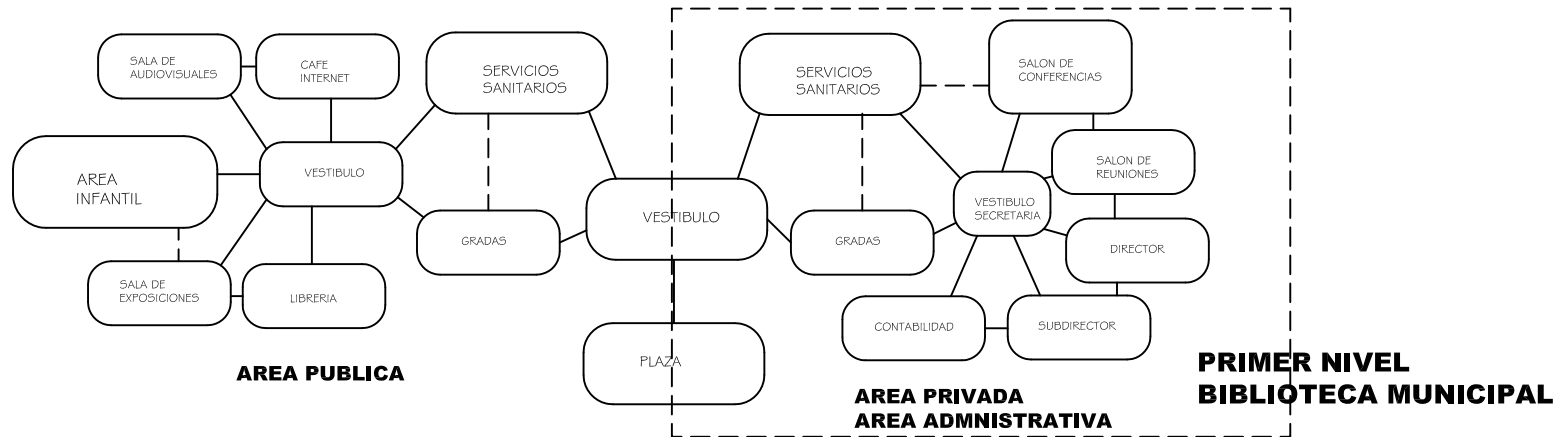 SALA DE
AUDIOVISUALES
CAFE
INTERNET
SERVICIOS
SANITARIOS
SERVICIOS
SANITARIOS
SALON DE
CONFERENCIAS
AREA
INFANTIL
VESTIBULO
SALON DE
REUNIONES
VESTIBULO
SECRETARIA
VESTIBULO
GRADAS
GRADAS
DIRECTOR
SALA DE
EXPOSICIONES
LIBRERIA
CONTABILIDAD
SUBDIRECTOR
PLAZA
AREA PUBLICA
AREA PRIVADA
AREA ADMNISTRATIVA
PRIMER NIVEL
BIBLIOTECA MUNICIPAL